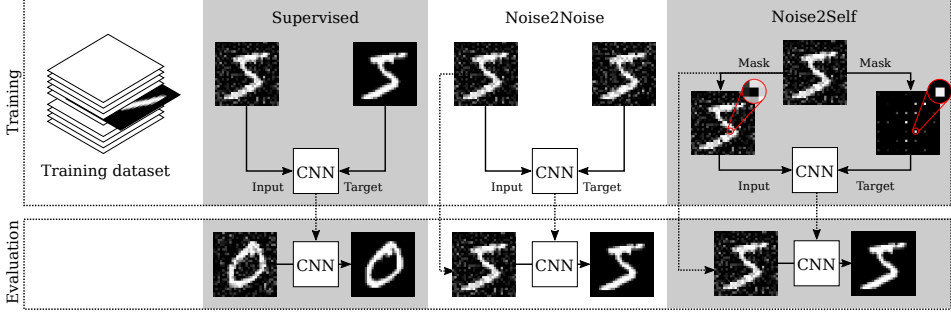 Training
Training dataset
Supervised
CNN
Input
Target
Noise2Noise
CNN
Input
Target
Noise2Self
Mask
Mask
CNN
Input
Target
Evaluation
CNN
CNN
CNN